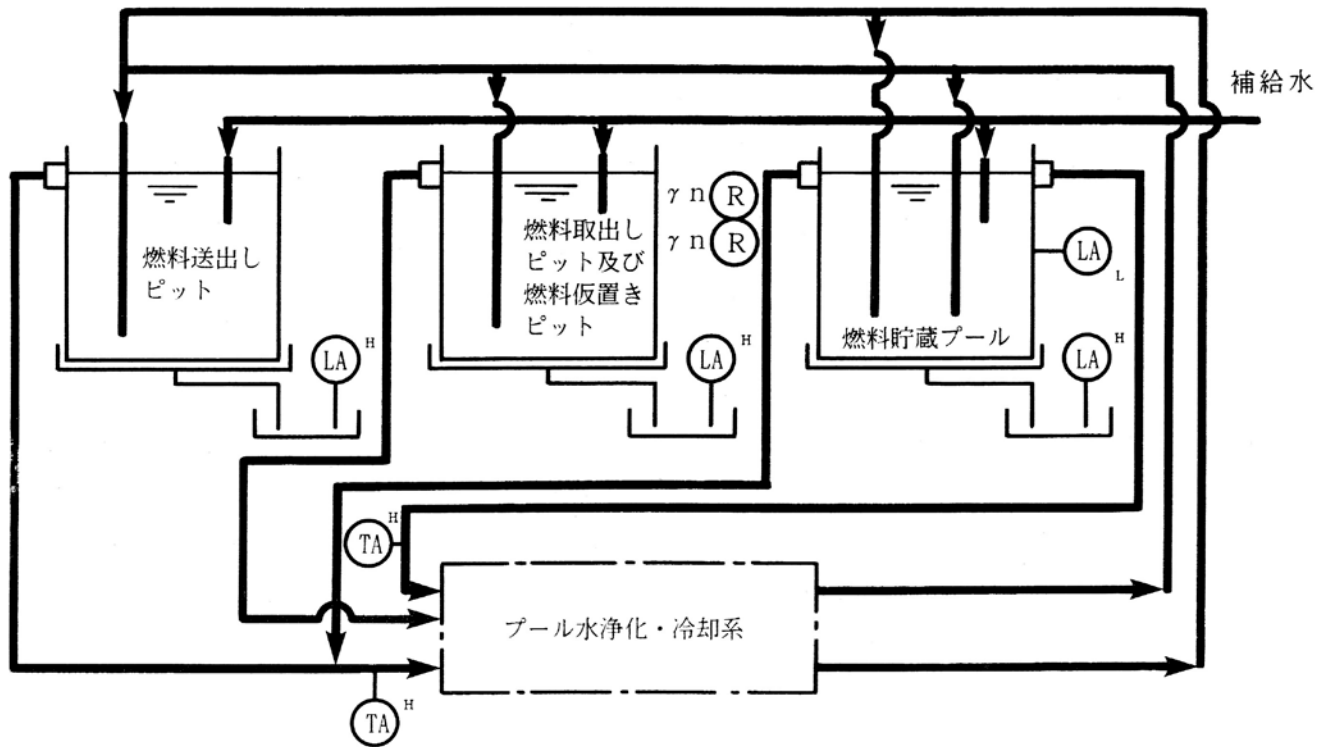 補給水
γ n R
γ n R
燃料送出し
ピット
燃料取出し
ピット及び
燃料仮置き
ピット
燃料貯蔵プール
LA L
LA H
LA H
LA H
TA H
プール水浄化・冷却系
TA H